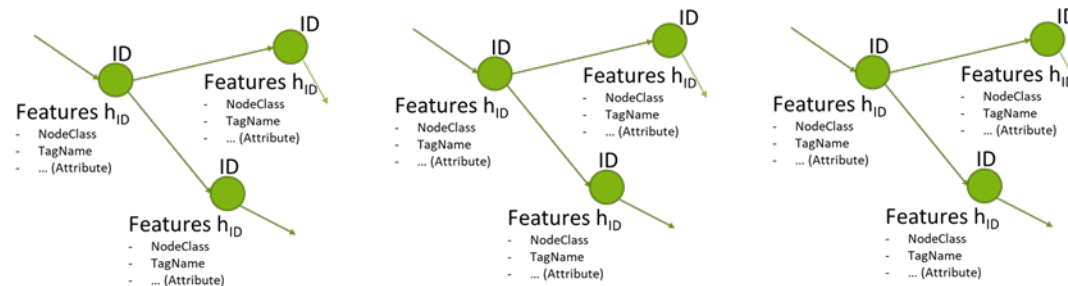 ID
ID
Features h_ID
- NodeClass
- TagName
- ... (Attribute)
Features h_ID
- NodeClass
- TagName
- ... (Attribute)
ID
Features h_ID
- NodeClass
- TagName
- ... (Attribute)
ID
ID
Features h_ID
- NodeClass
- TagName
- ... (Attribute)
Features h_ID
- NodeClass
- TagName
- ... (Attribute)
ID
Features h_ID
- NodeClass
- TagName
- ... (Attribute)
ID
ID
Features h_ID
- NodeClass
- TagName
- ... (Attribute)
Features h_ID
- NodeClass
- TagName
- ... (Attribute)
ID
Features h_ID
- NodeClass
- TagName
- ... (Attribute)